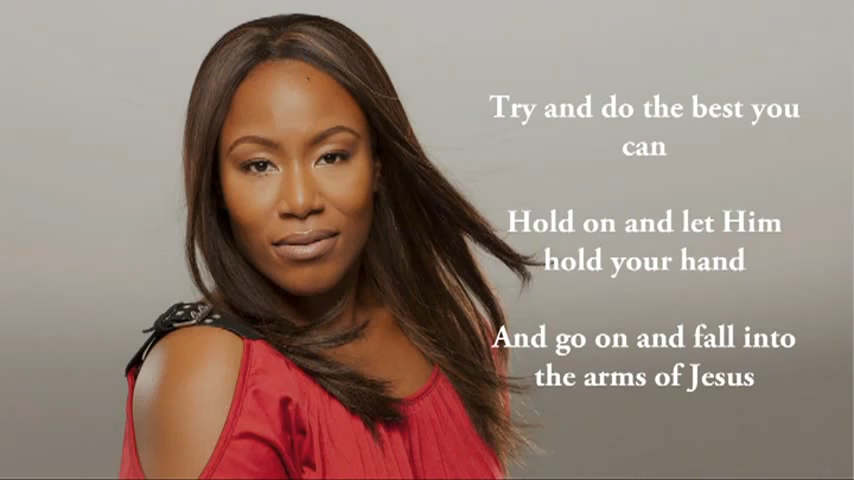 Try and do the best you
can
Hold on and let Him
hold your hand
And go on and fall into
the arms of Jesus